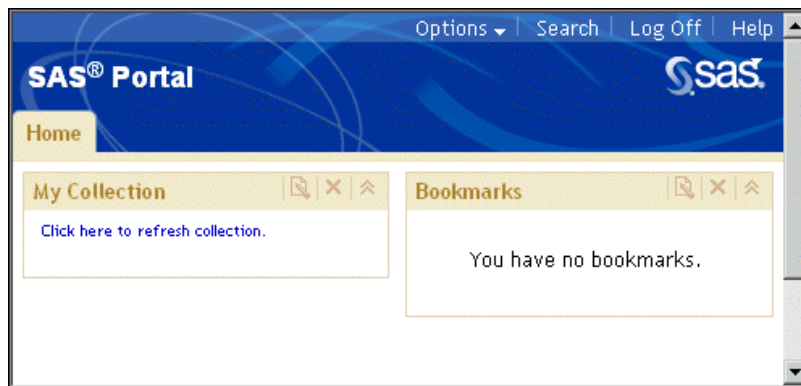 Options Search Log Off Help
SAS® Portal
sas.
Home
My Collection
Bookmarks
Click here to refresh collection.
You have no bookmarks.